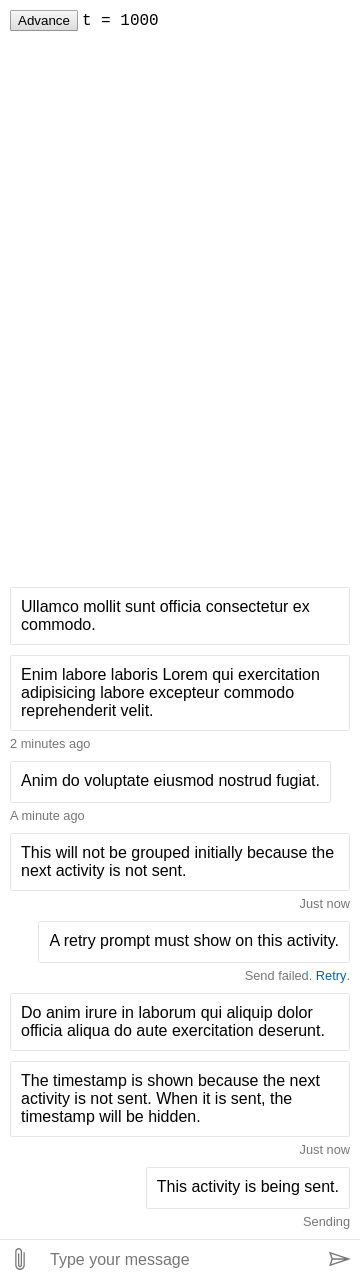 Advance t = 1000
Ullamco mollit sunt officia consectetur ex
commodo.
Enim labore laboris Lorem qui exercitation
adipisicing labore excepteur commodo
reprehenderit velit.
2 minutes ago
Anim do voluptate eiusmod nostrud fugiat.
A minute ago
This will not be grouped initially because the
next activity is not sent.
Just now
A retry prompt must show on this activity.
Send failed. Retry.
Do anim irure in laborum qui aliquip dolor
officia aliqua do aute exercitation deserunt.
The timestamp is shown because the next
activity is not sent. When it is sent, the
timestamp will be hidden.
Just now
This activity is being sent.
Sending
Type your message